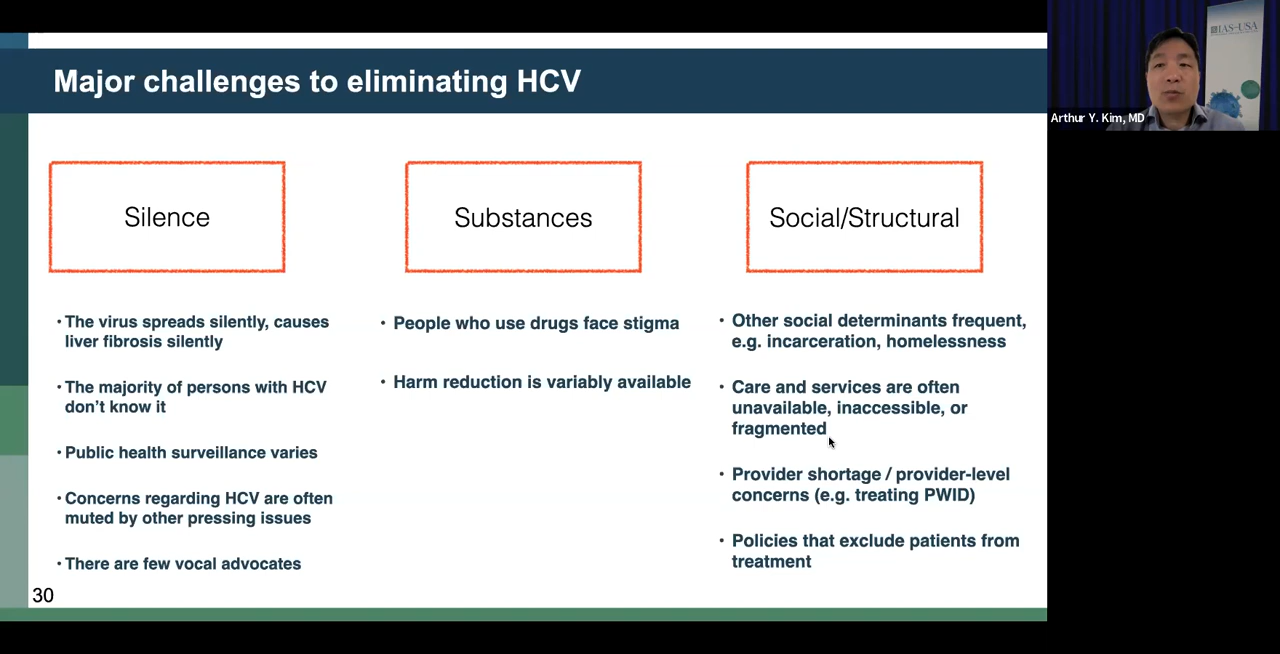 Major challenges to eliminating HCV
Silence
• The virus spreads silently, causes
liver fibrosis silently
• The majority of persons with HCV
don’t know it
• Public health surveillance varies
• Concerns regarding HCV are often
muted by other pressing issues
• There are few vocal advocates
Substances
• People who use drugs face stigma
• Harm reduction is variably available
Social/Structural
• Other social determinants frequent,
e.g. incarceration, homelessness
• Care and services are often
unavailable, inaccessible, or
fragmented
• Provider shortage / provider-level
concerns (e.g. treating PWID)
• Policies that exclude patients from
treatment
30
IAS–USA
Arthur Y. Kim, MD